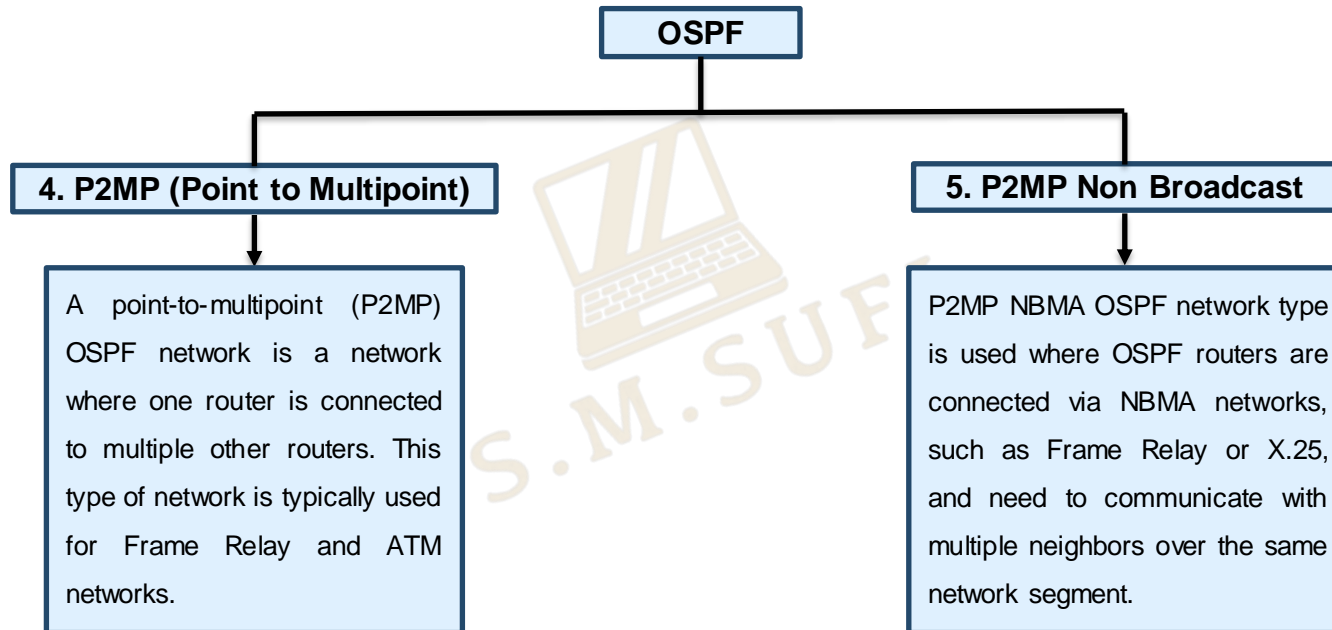 OSPF
4. P2MP (Point to Multipoint)
A point-to-multipoint (P2MP)
OSPF network is a network
where one router is connected
to multiple other routers. This
type of network is typically used
for Frame Relay and ATM
networks.
5. P2MP Non Broadcast
P2MP NBMA OSPF network type
is used where OSPF routers are
connected via NBMA networks,
such as Frame Relay or X.25,
and need to communicate with
multiple neighbors over the same
network segment.
S.M.SUF